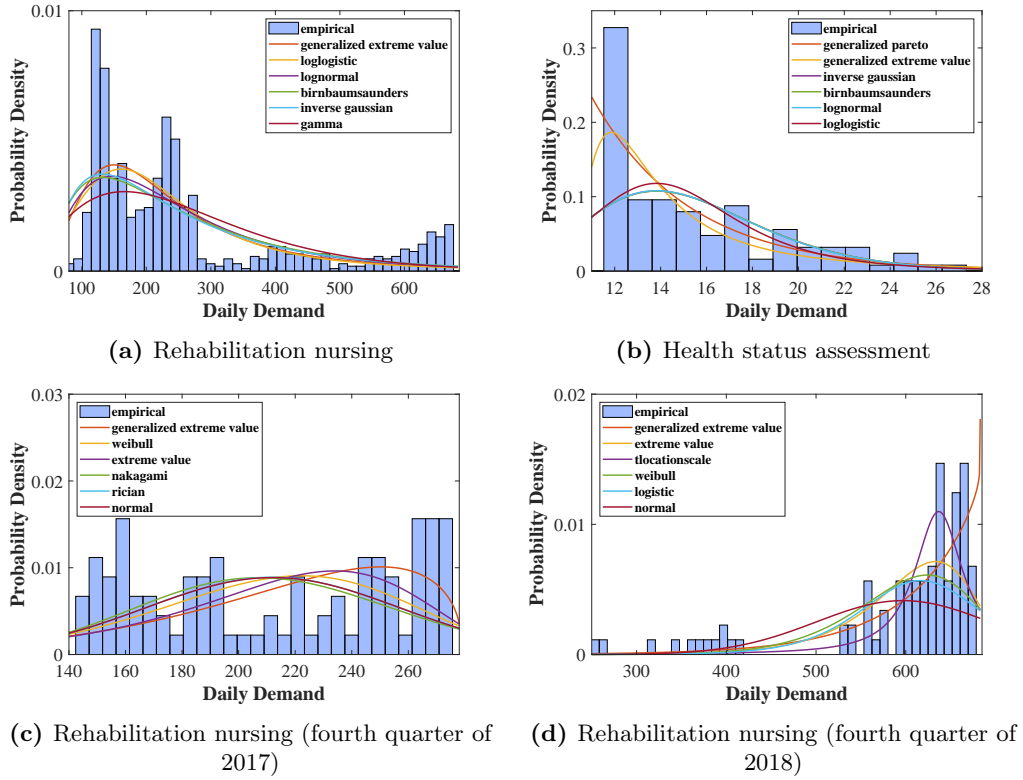 0.01
empirical
generalized extreme value
loglogistic
lognormal
birnbaumsaunders
inverse gaussian
gamma
Probability Density
0
100 200 300 400 500 600
Daily Demand
(a) Rehabilitation nursing
0.3
0.2
0.1
0
empirical
generalized pareto
generalized extreme value
inverse gaussian
birnbaumsaunders
lognormal
loglogistic
Probability Density
12 14 16 18 20 22 24 26 28
Daily Demand
(b) Health status assessment
0.03
0.02
0.01
0
empirical
generalized extreme value
weibull
extreme value
nakagami
rician
normal
Probability Density
140 160 180 200 220 240 260
Daily Demand
(c) Rehabilitation nursing (fourth quarter of
2017)
0.02
0.01
0
empirical
generalized extreme value
extreme value
tlocationscale
weibull
logistic
normal
Probability Density
300 400 500 600
Daily Demand
(d) Rehabilitation nursing (fourth quarter of
2018)